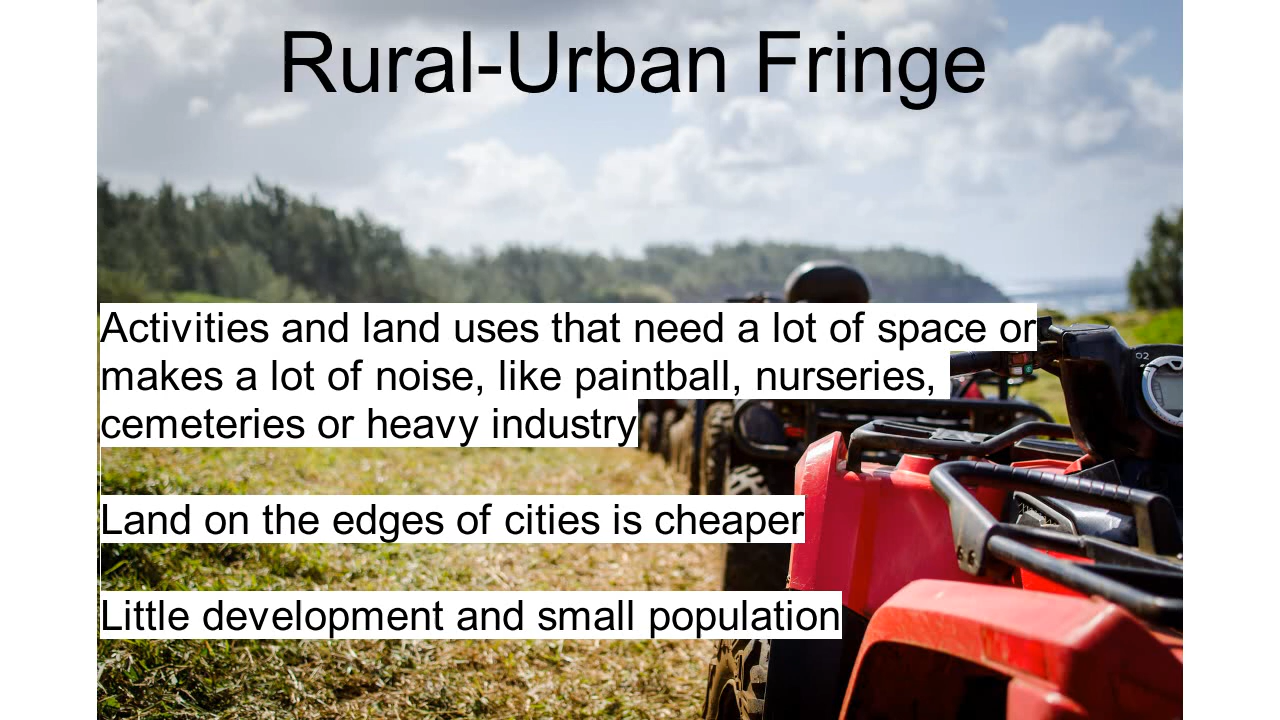 Rural-Urban Fringe
Activities and land uses that need a lot of space or
makes a lot of noise, like paintball, nurseries,
cemeteries or heavy industry
Land on the edges of cities is cheaper
Little development and small population